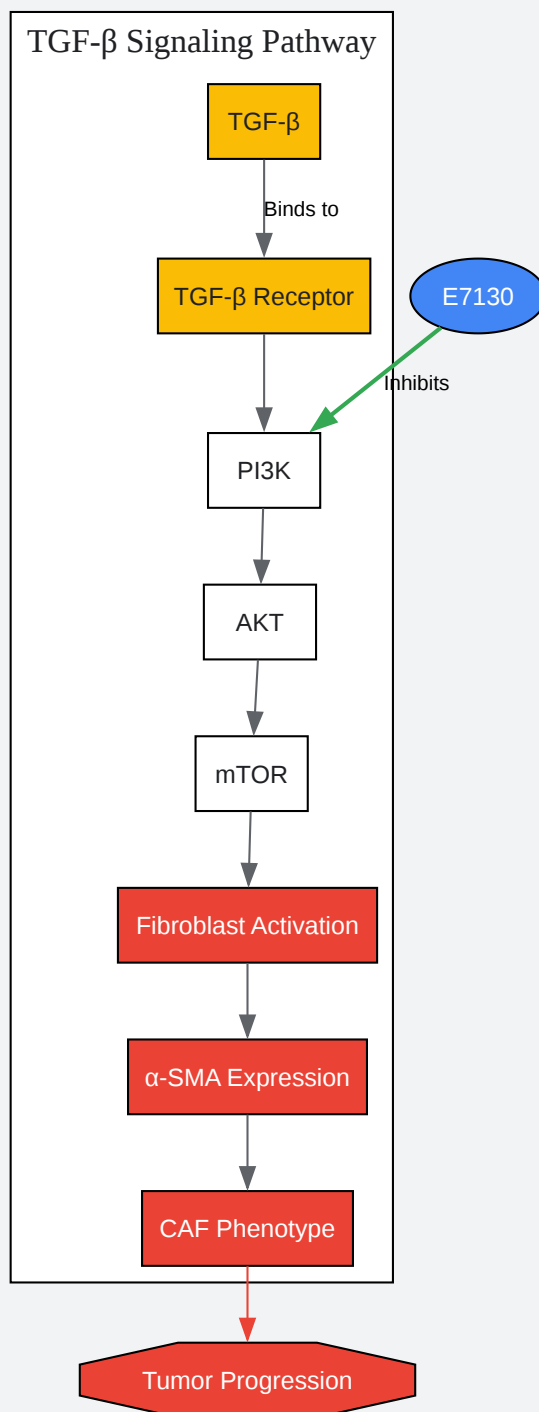 TGF-β Signaling Pathway
TGF-β
Binds to
TGF-β Receptor
E7130
Inhibits
PI3K
AKT
mTOR
Fibroblast Activation
α-SMA Expression
CAF Phenotype
Tumor Progression